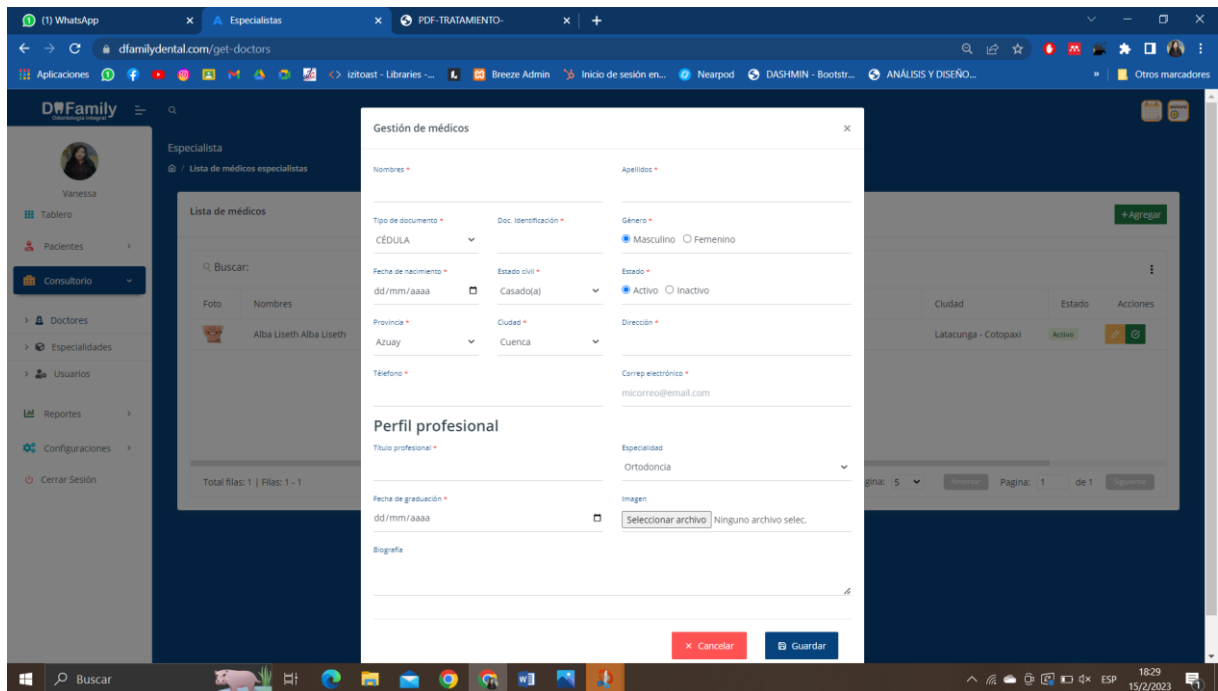 (1) WhatsApp
Especialistas
PDF-TRATAMIENTO-
dfamilydental.com/get-doctors
Aplicaciones
izitoast - Libraries -...
Breeze Admin
Inicio de sesión en...
Nearpod
DASHMIN - Bootstr...
ANÁLISIS Y DISEÑO...
»
Otros marcadores
D Family
Odontología Integral
Vanessa
Tablero
Pacientes
Consultorio
Doctores
Especialidades
Usuarios
Reportes
Configuraciones
Cerrar Sesión
Especialista
/ Lista de médicos especialistas
Lista de médicos
+ Agregar
Buscar:
Foto Nombres Ciudad Estado Acciones
Alba Liseth Alba Liseth Latacunga - Cotopaxi Activo
Total filas: 1 | Filas: 1 - 1 gina: 5 Anterior Pagina: 1 de 1 Siguiente
Gestión de médicos ×
Nombres * Apellidos *
Tipo de documento * Doc. Identificación * Género *
CÉDULA Masculino Femenino
Fecha de nacimiento * Estado civil * Estado *
dd/mm/aaaa Casado(a) Activo Inactivo
Provincia * Ciudad * Dirección *
Azuay Cuenca
Télefono * Correp electrónico *
micorreo@email.com
Perfil profesional
Título profesional * Especialidad
Ortodoncia
Fecha de graduación * Imagen
dd/mm/aaaa Seleccionar archivo Ninguno archivo selec.
Biografía
× Cancelar Guardar
Buscar
ESP
18:29
15/2/2023